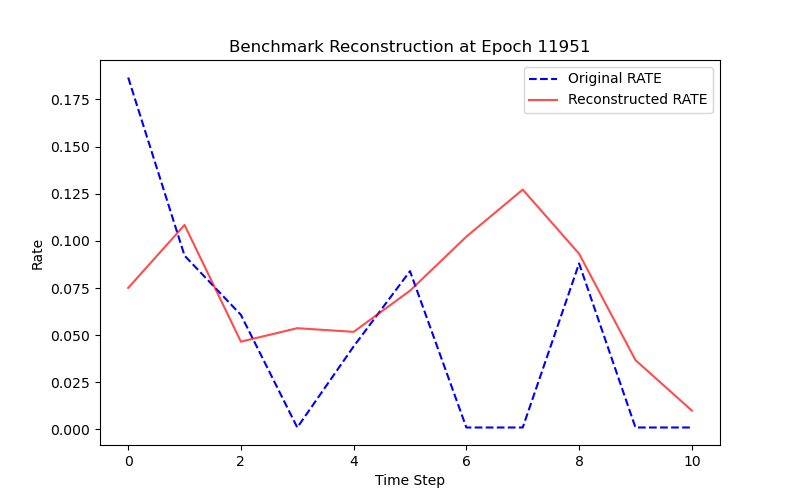 Benchmark Reconstruction at Epoch 11951
Original RATE
Reconstructed RATE
0.175
0.150
0.125
0.100
0.075
0.050
0.025
0.000
Rate
0 2 4 6 8 10
Time Step